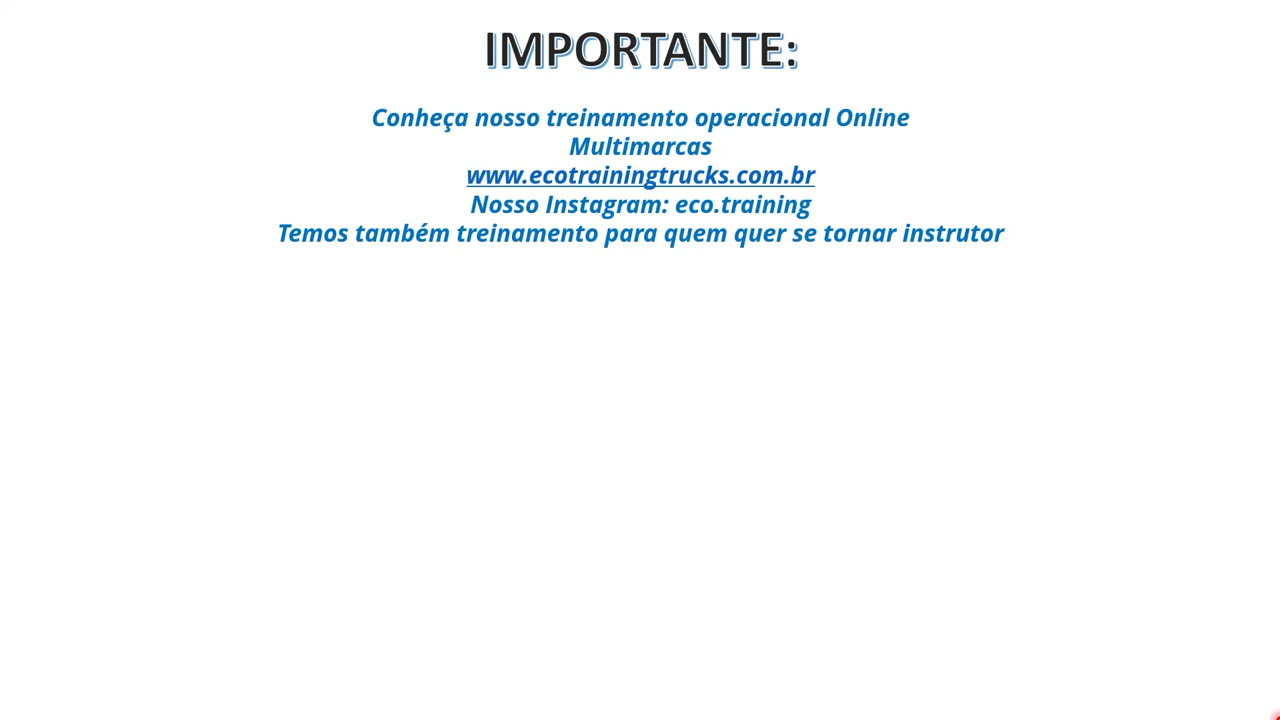 IMPORTANTE:
Conheça nosso treinamento operacional Online
Multimarcas
www.ecotrainingtrucks.com.br
Nosso Instagram: eco.training
Temos também treinamento para quem quer se tornar instrutor